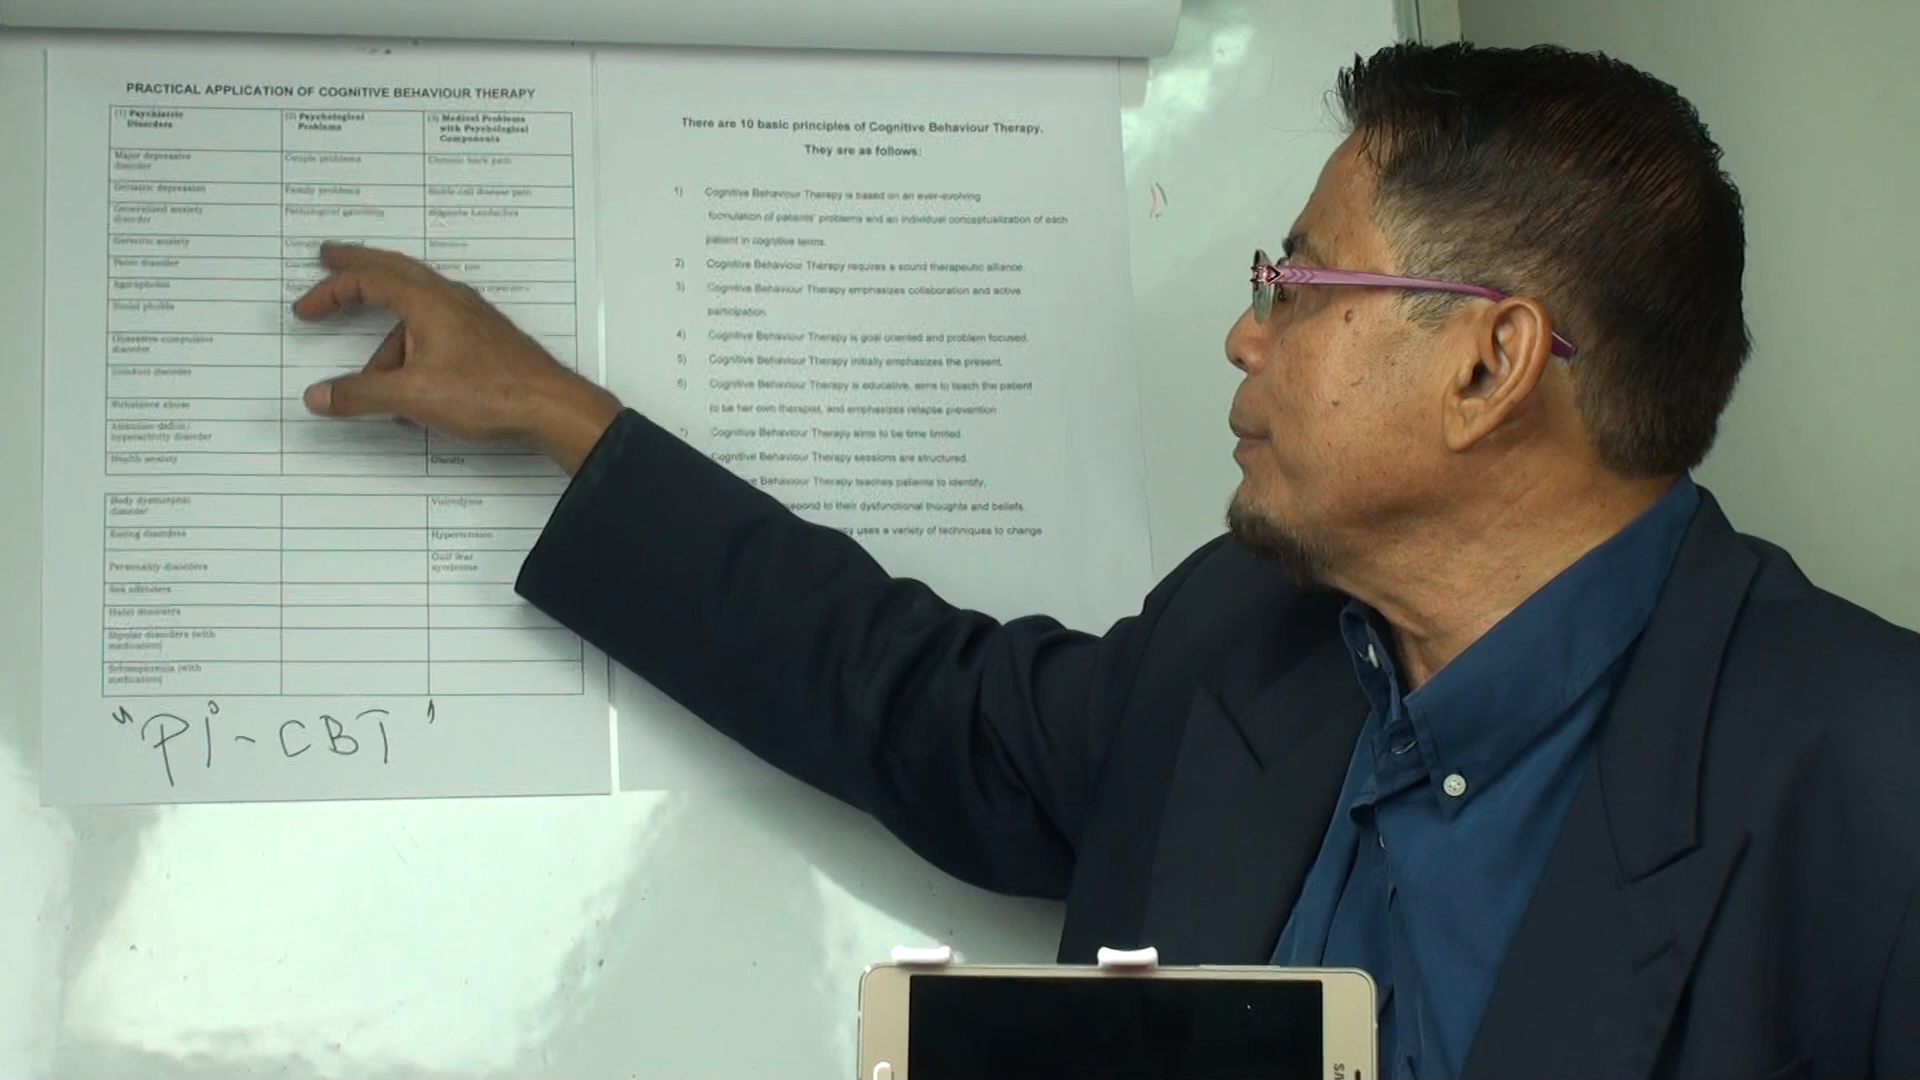 PRACTICAL APPLICATION OF COGNITIVE BEHAVIOUR THERAPY
(1) Psychiatric Disorders
(2) Psychological Problems
(3) Medical Problems with Psychological Components
Major depressive disorder
Couple problems
Chronic back pain
Geriatric depression
Family problems
Sickle cell disease pain
Generalized anxiety disorder
Pathological gambling
Migraine headaches
Geriatric anxiety
Panic disorder
Agoraphobia
Social phobia
Obsessive compulsive disorder
Conduct disorder
Substance abuse
Attention deficit/
hyperactivity disorder
Health anxiety
Body dysmorphic disorder
Vulvodynia
Eating disorders
Hypertension
Personality disorders
Gulf War syndrome
Sex offenders
Habit disorders
Bipolar disorders (with medication)
Schizophrenia (with medication)
"Pi - CBT"
There are 10 basic principles of Cognitive Behaviour Therapy.
They are as follows:
1) Cognitive Behaviour Therapy is based on an ever-evolving
formulation of patients' problems and an individual conceptualization of each
patient in cognitive terms.
2) Cognitive Behaviour Therapy requires a sound therapeutic alliance.
3) Cognitive Behaviour Therapy emphasizes collaboration and active
participation.
4) Cognitive Behaviour Therapy is goal oriented and problem focused.
5) Cognitive Behaviour Therapy initially emphasizes the present.
6) Cognitive Behaviour Therapy is educative, aims to teach the patient
to be her own therapist, and emphasizes relapse prevention
Cognitive Behaviour Therapy aims to be time limited.
Cognitive Behaviour Therapy sessions are structured.
Behaviour Therapy teaches patients to identify,
to their dysfunctional thoughts and beliefs.
uses a variety of techniques to change